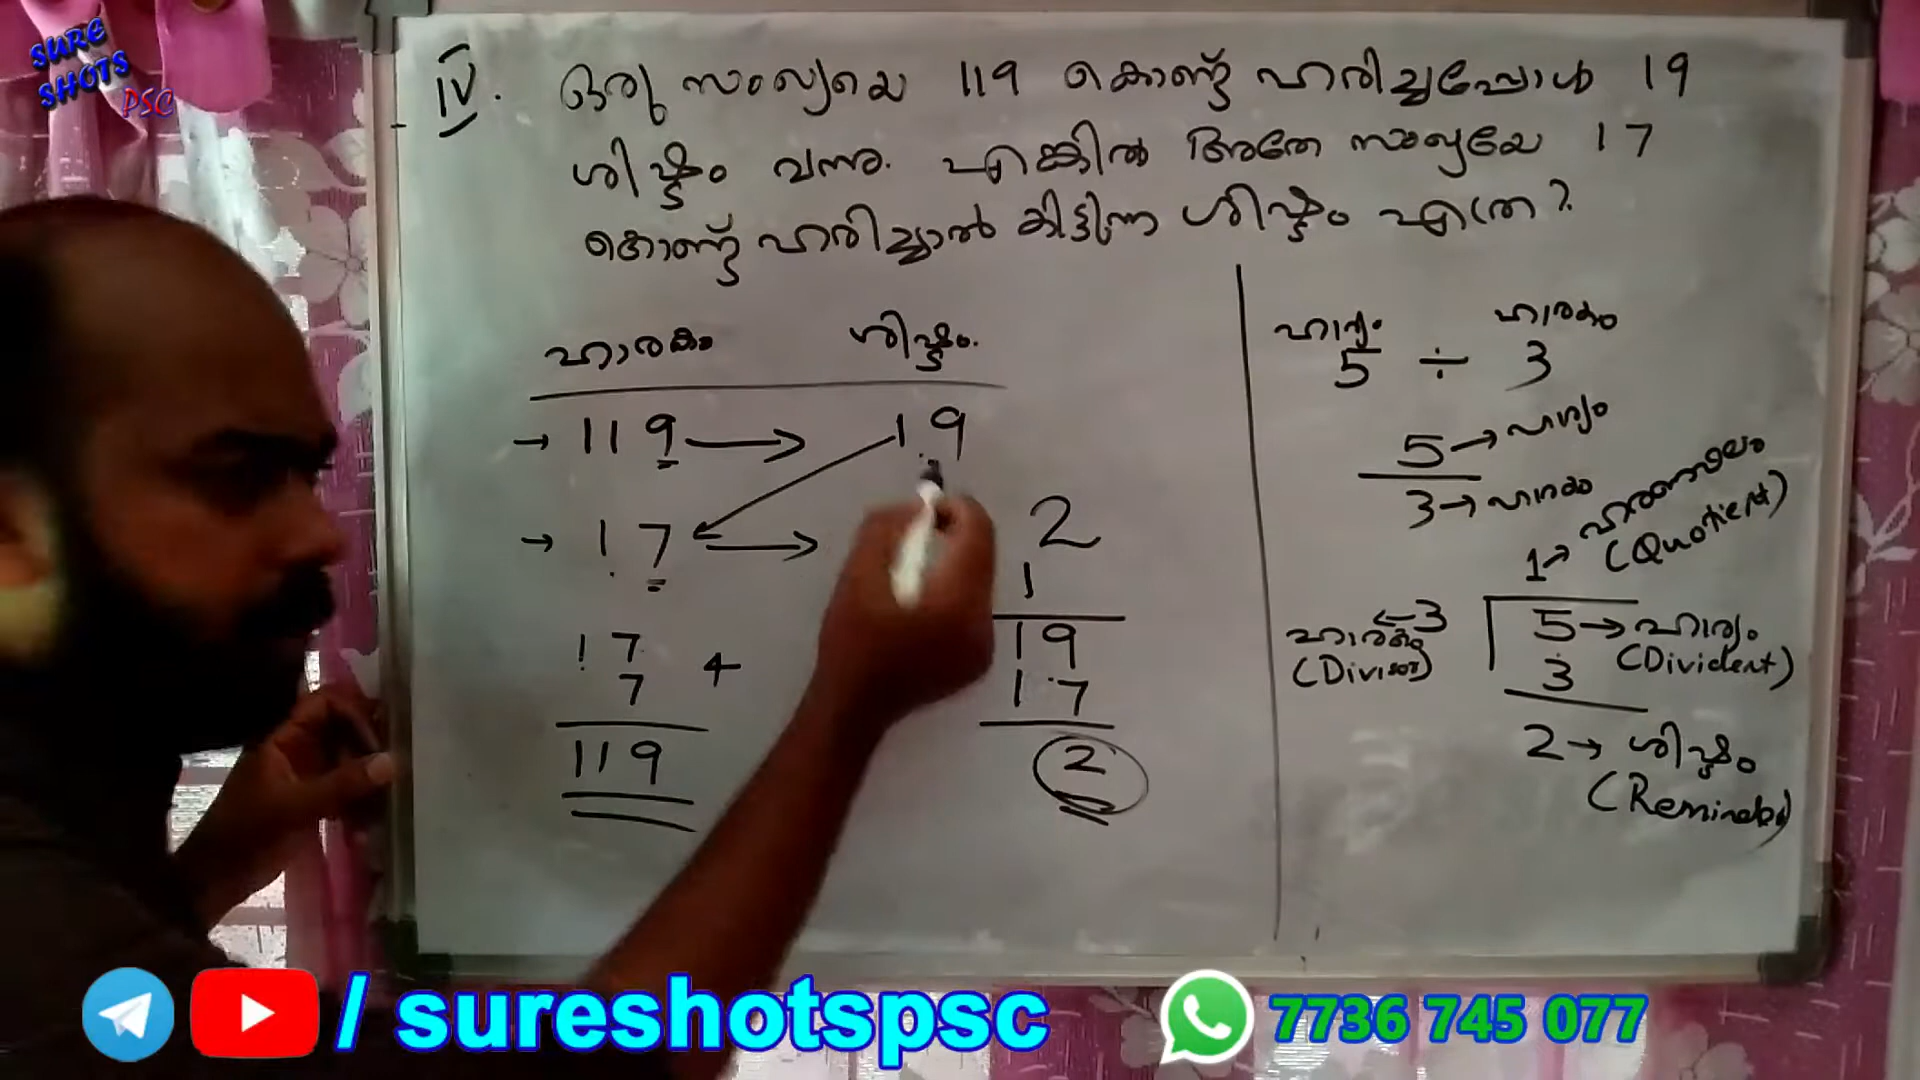 SURE
SHOTS
PSC
IV. ഒരു സംഖ്യയെ 119 കൊണ്ട് ഹരിച്ചപ്പോൾ 19
ശിഷ്ടം വന്നു. എങ്കിൽ അതേ സംഖ്യയേ 17
കൊണ്ട് ഹരിച്ചാൽ കിട്ടുന്ന ശിഷ്ടം എത്ര?
ഹാരകം ശിഷ്ടം.
→ 119 → 19
→ 17 →
17
7 +
119
2
1
19
17
2
ഹാര്യം ഹാരകം
5 ÷ 3
5 → ഹാര്യം
3 → ഹാരകം
1 → ഹരണഫലം
(Quotient)
ഹാരകം ← 3
(Divisor)
5 → ഹാര്യം
(Divident)
3
2 → ശിഷ്ടം
/ sureshotspsc
7736 745 077